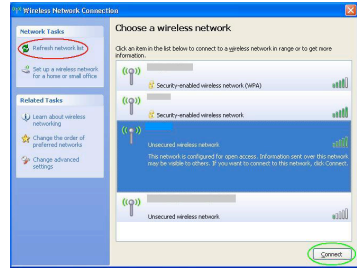 Wireless Network Connection
Network Tasks
Refresh network list
Set up a wireless network
for a home or small office
Related Tasks
Learn about wireless
networking
Change the order of
preferred networks
Change advanced
settings
Choose a wireless network
Click an item in the list below to connect to a wireless network in range or to get more
information.
Security-enabled wireless network (WPA)
Security-enabled wireless network
Unsecured wireless network
This network is configured for open access. Information sent over this network
may be visible to others. If you want to connect to this network, click Connect.
Unsecured wireless network
Connect